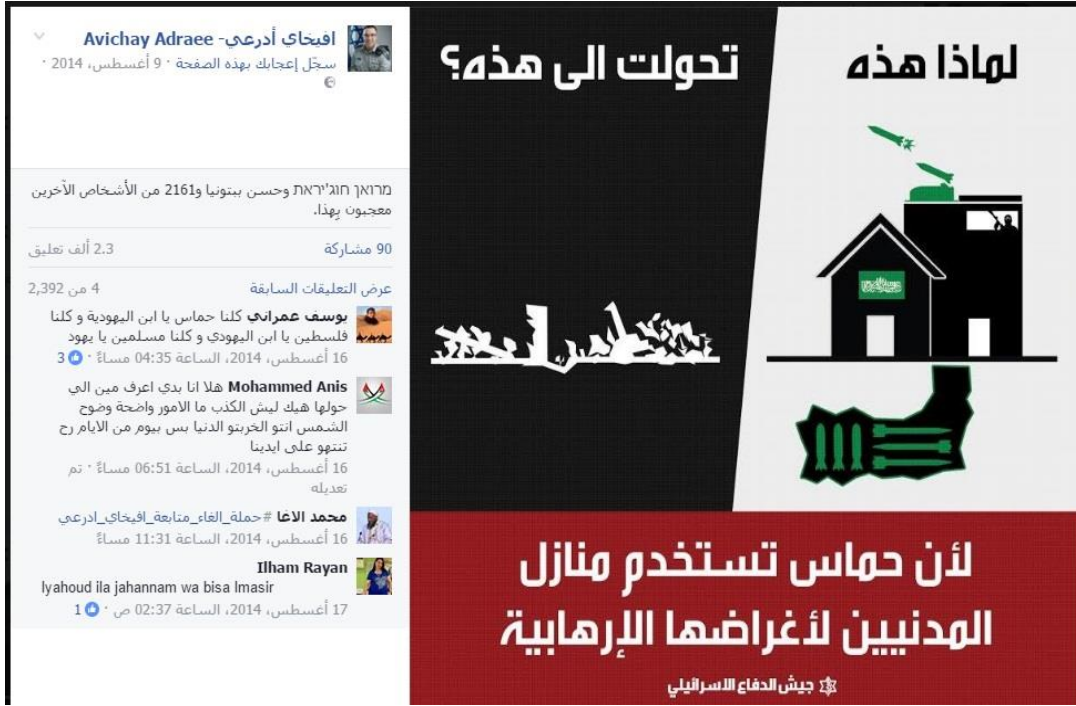 افيخاي أدرعي- Avichay Adraee
سجّل إعجابك بهذه الصفحة · 9 أغسطس، 2014 ·
מרואן חוג'יראת وحسن بيتونيا و2161 من الأشخاص الآخرين
معجبون بهذا.
90 مشاركة
2.3 ألف تعليق
عرض التعليقات السابقة
4 من 2,392
يوسف عمراني كلنا حماس يا ابن اليهودية و كلنا
فلسطين يا ابن اليهودي و كلنا مسلمين يا يهود
16 أغسطس، 2014، الساعة 04:35 مساءً · 3
Mohammed Anis هلا انا بدي اعرف مين الي
حولها هيك ليش الكذب ما الامور واضحة وضوح
الشمس انتو الخربتو الدنيا بس بيوم من الايام رح
تنتهو على ايدينا
16 أغسطس، 2014، الساعة 06:51 مساءً · تم
تعديله
محمد الاغا #حملة_الغاء_متابعة_افيخاي_ادرعي
16 أغسطس، 2014، الساعة 11:31 مساءً
Ilham Rayan
lyahoud ila jahannam wa bisa lmasir
17 أغسطس، 2014، الساعة 02:37 ص · 1
لماذا هذه
تحولت الى هذه؟
لأن حماس تستخدم منازل
المدنيين لأغراضها الإرهابية
جيش الدفاع الاسرائيلي